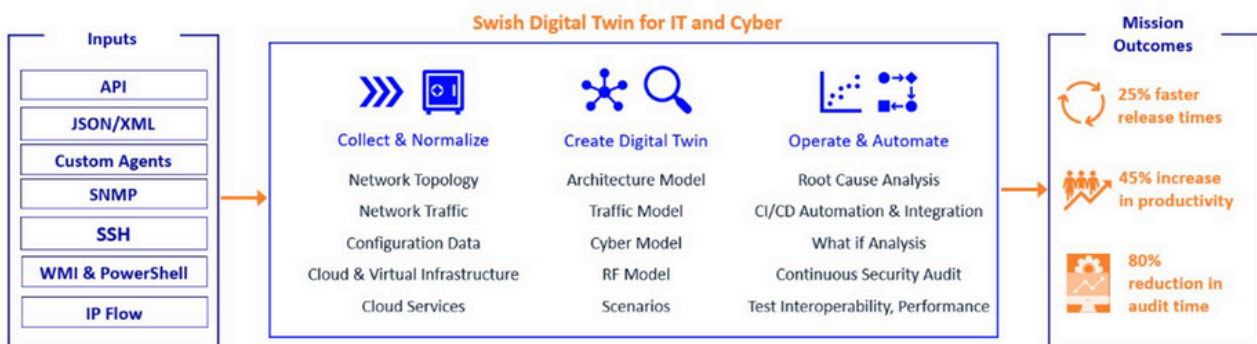 Swish Digital Twin for IT and Cyber
Inputs
API
JSON/XML
Custom Agents
SNMP
SSH
WMI & PowerShell
IP Flow
Collect & Normalize
Network Topology
Network Traffic
Configuration Data
Cloud & Virtual Infrastructure
Cloud Services
Create Digital Twin
Architecture Model
Traffic Model
Cyber Model
RF Model
Scenarios
Operate & Automate
Root Cause Analysis
CI/CD Automation & Integration
What if Analysis
Continuous Security Audit
Test Interoperability, Performance
Mission
Outcomes
25% faster
release times
45% increase
in productivity
80%
reduction in
audit time